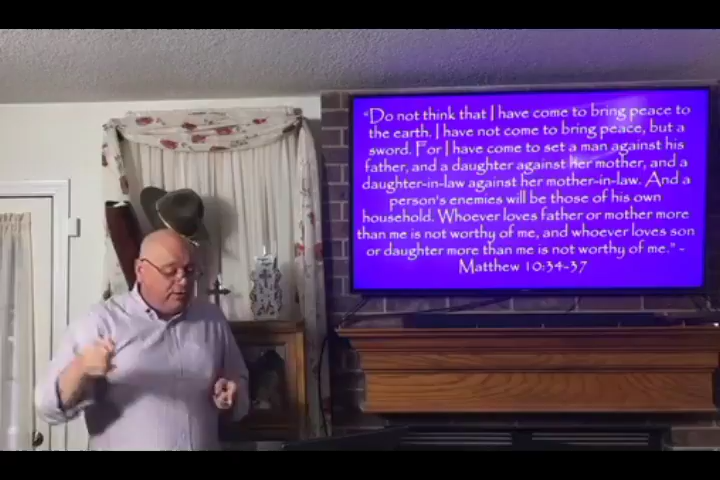 "Do not think that I have come to bring peace to
the earth. I have not come to bring peace, but a
sword. For I have come to set a man against his
father, and a daughter against her mother, and a
daughter-in-law against her mother-in-law. And a
person's enemies will be those of his own
household. Whoever loves father or mother more
than me is not worthy of me, and whoever loves son
or daughter more than me is not worthy of me." -
Matthew 10:34-37